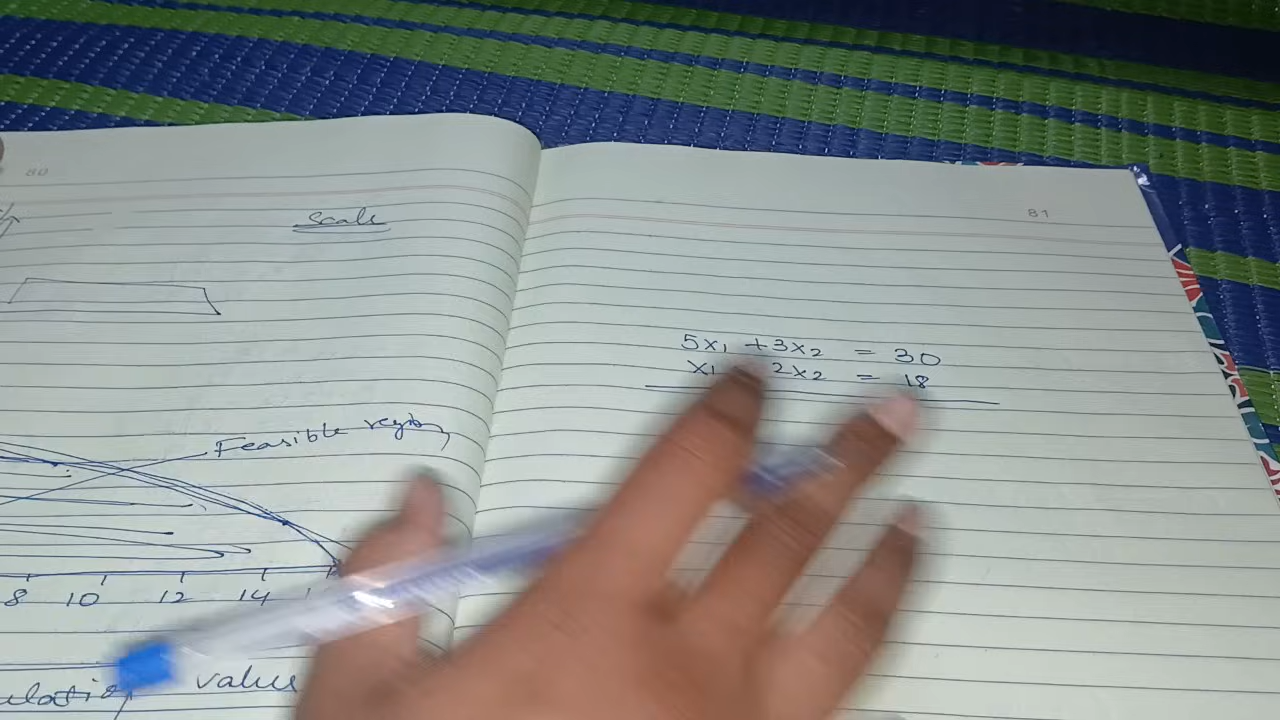 80
Scale
Feasible region
8 10 12 14
value
81
5x₁ + 3x₂ = 30
x₁ 2x₂ = 18